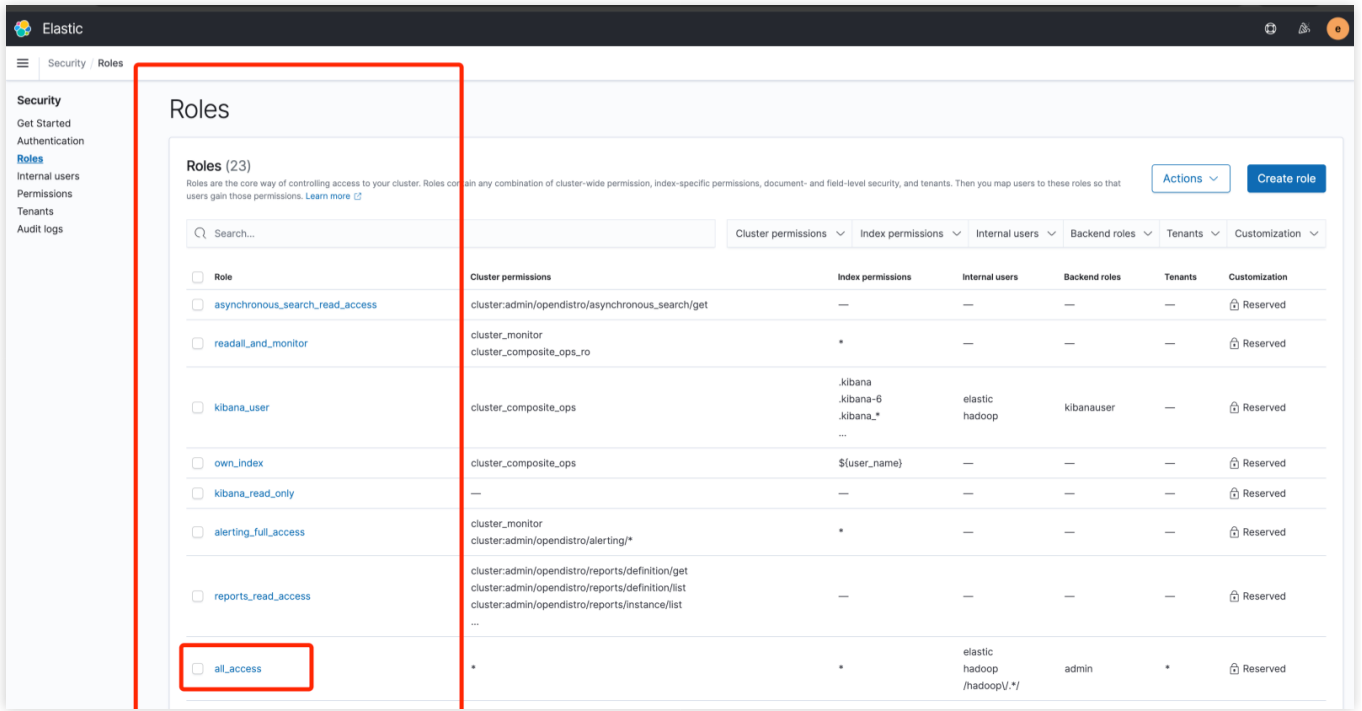 Elastic
e
Security / Roles
Security
Get Started
Authentication
Roles
Internal users
Permissions
Tenants
Audit logs
Roles
Roles (23)
Roles are the core way of controlling access to your cluster. Roles contain any combination of cluster-wide permission, index-specific permissions, document- and field-level security, and tenants. Then you map users to these roles so that
users gain those permissions. Learn more
Actions
Create role
Search...
Cluster permissions Index permissions Internal users Backend roles Tenants Customization
Role Cluster permissions Index permissions Internal users Backend roles Tenants Customization
asynchronous_search_read_access cluster:admin/opendistro/asynchronous_search/get — — — — Reserved
readall_and_monitor
cluster_monitor
cluster_composite_ops_ro
* — — — Reserved
kibana_user cluster_composite_ops
.kibana
.kibana-6
.kibana_*
...
elastic
hadoop
kibanauser — Reserved
own_index cluster_composite_ops ${user_name} — — — Reserved
kibana_read_only — — — — — Reserved
alerting_full_access
cluster_monitor
cluster:admin/opendistro/alerting/*
* — — — Reserved
reports_read_access
cluster:admin/opendistro/reports/definition/get
cluster:admin/opendistro/reports/definition/list
cluster:admin/opendistro/reports/instance/list
...
— — — — Reserved
all_access * *
elastic
hadoop
/hadoop\/.*/
admin * Reserved